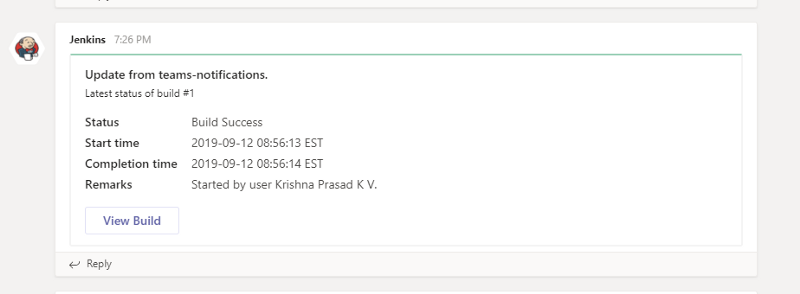 Jenkins 7:26 PM
Update from teams-notifications.
Latest status of build #1
Status Build Success
Start time 2019-09-12 08:56:13 EST
Completion time 2019-09-12 08:56:14 EST
Remarks Started by user Krishna Prasad K V.
View Build
Reply